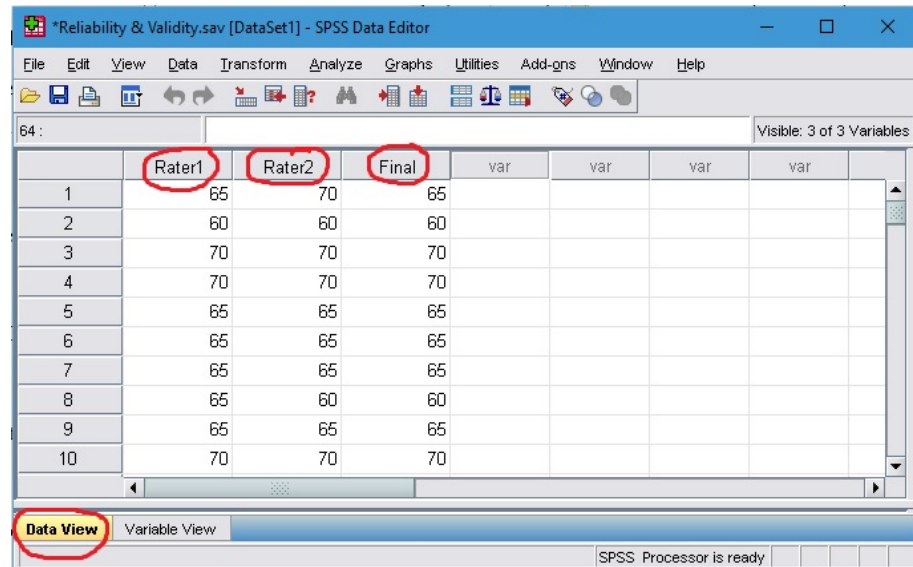 *Reliability & Validity.sav [DataSet1] - SPSS Data Editor
File Edit View Data Transform Analyze Graphs Utilities Add-ons Window Help
64 : Visible: 3 of 3 Variables
Rater1 Rater2 Final var var var var
1 65 70 65
2 60 60 60
3 70 70 70
4 70 70 70
5 65 65 65
6 65 65 65
7 65 65 65
8 65 60 60
9 65 65 65
10 70 70 70
Data View Variable View
SPSS Processor is ready